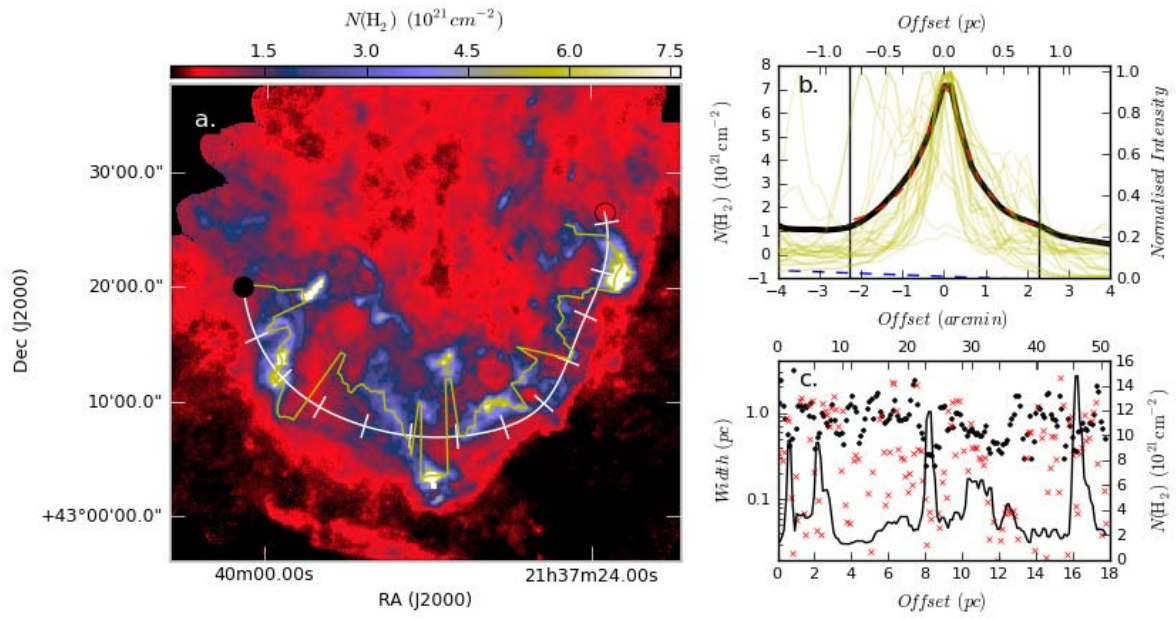 N(H₂) (10²¹ cm⁻²)
1.5 3.0 4.5 6.0 7.5
a.
30'00.0"
20'00.0"
10'00.0"
+43°00'00.0"
Dec (J2000)
40m00.00s 21h37m24.00s
RA (J2000)
Offset (pc)
−1.0 −0.5 0.0 0.5 1.0
b.
8
7
6
5
4
3
2
1
0
−1
N(H₂) (10²¹ cm⁻²)
1.0
0.8
0.6
0.4
0.2
0.0
Normalised Intensity
−4 −3 −2 −1 0 1 2 3 4
Offset (arcmin)
0 5 10 15 20 25 30 35 40 45 50
c.
1.0
0.1
Width (pc)
16
14
12
10
8
6
4
2
0
N(H₂) (10²¹ cm⁻²)
0 2 4 6 8 10 12 14 16 18
Offset (pc)